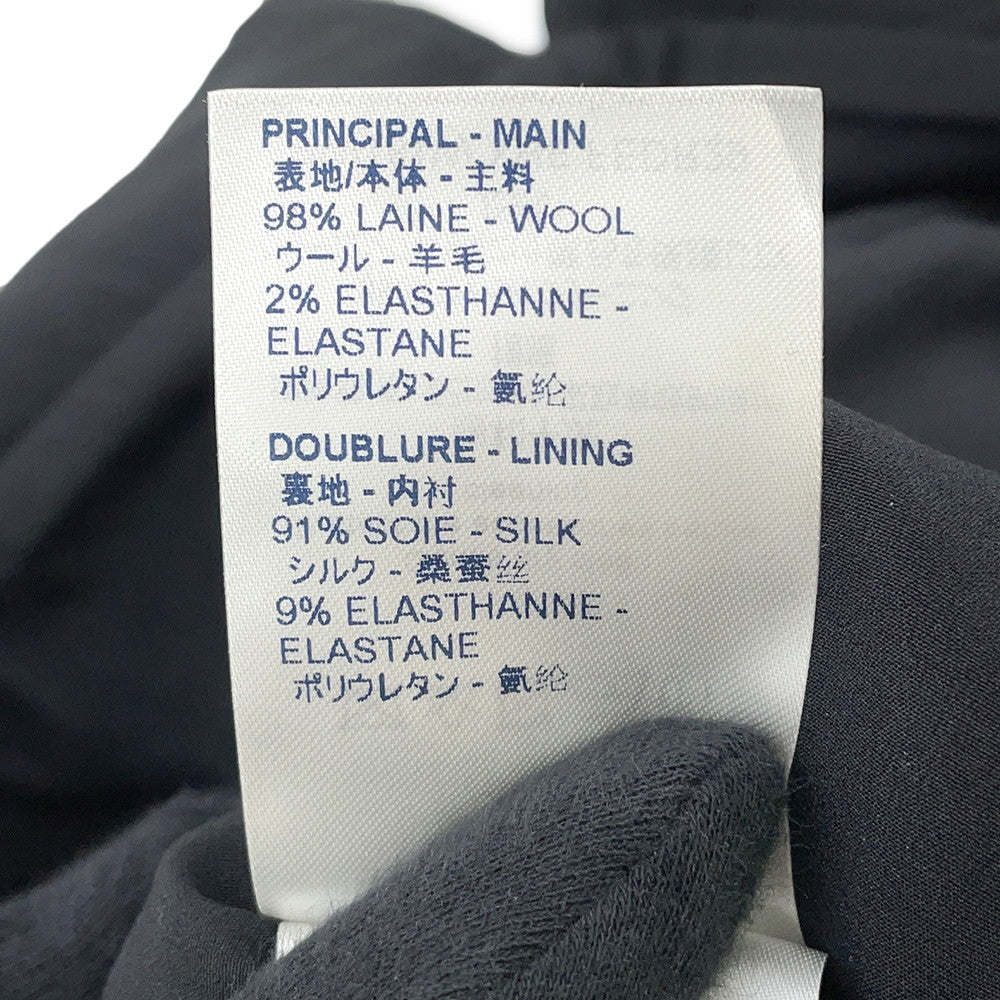 PRINCIPAL - MAIN
表地/本体 - 主料
98% LAINE - WOOL
ウール - 羊毛
2% ELASTHANNE -
ELASTANE
ポリウレタン - 氨纶
DOUBLURE - LINING
裏地 - 内衬
91% SOIE - SILK
シルク - 桑蚕丝
9% ELASTHANNE -
ELASTANE
ポリウレタン - 氨纶